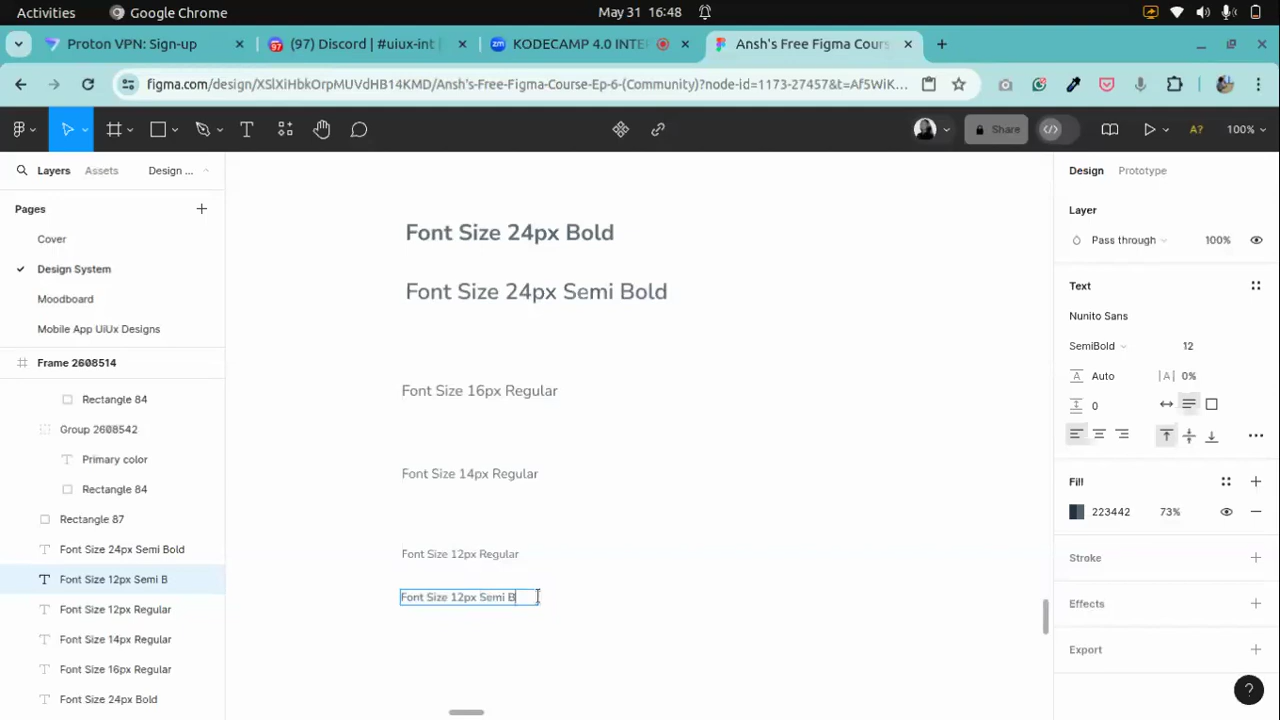 Activities Google Chrome May 31 16:48
Proton VPN: Sign-up (97) Discord | #uiux-int KODECAMP 4.0 INTER Ansh's Free Figma Cours
figma.com/design/XSlXiHbkOrpMUVdHB14KMD/Ansh's-Free-Figma-Course-Ep-6-(Community)?node-id=1173-27457&t=Af5WiK...
Share A? 100%
Layers Assets Design ...
Pages
Cover
Design System
Moodboard
Mobile App UiUx Designs
Frame 2608514
Rectangle 84
Group 2608542
Primary color
Rectangle 84
Rectangle 87
Font Size 24px Semi Bold
Font Size 12px Semi B
Font Size 12px Regular
Font Size 14px Regular
Font Size 16px Regular
Font Size 24px Bold
Font Size 24px Bold
Font Size 24px Semi Bold
Font Size 16px Regular
Font Size 14px Regular
Font Size 12px Regular
Font Size 12px Semi B
Design Prototype
Layer
Pass through 100%
Text
Nunito Sans
SemiBold 12
Auto |A| 0%
0
Fill
223442 73%
Stroke
Effects
Export
?